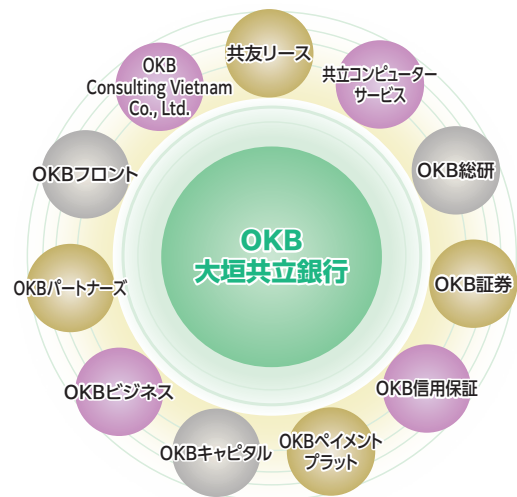 共友リース
共立コンピューター
サービス
OKB総研
OKB証券
OKB信用保証
OKBペイメント
プラット
OKBキャピタル
OKBビジネス
OKBパートナーズ
OKBフロント
OKB
Consulting Vietnam
Co., Ltd.
OKB
大垣共立銀行